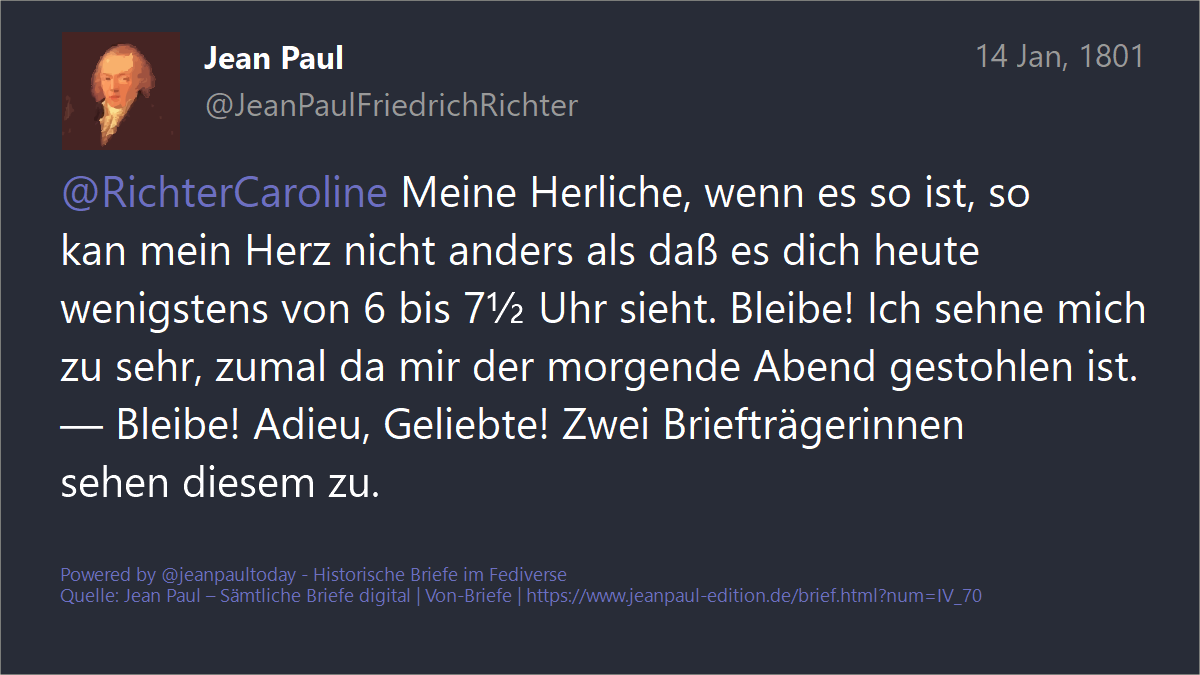 Jean Paul
14 Jan, 1801
@JeanPaulFriedrichRichter
@RichterCaroline Meine Herliche, wenn es so ist, so
kan mein Herz nicht anders als daß es dich heute
wenigstens von 6 bis 7½ Uhr sieht. Bleibe! Ich sehne mich
zu sehr, zumal da mir der morgende Abend gestohlen ist.
— Bleibe! Adieu, Geliebte! Zwei Briefträgerinnen
sehen diesem zu.
Powered by @jeanpaultoday - Historische Briefe im Fediverse
Quelle: Jean Paul – Sämtliche Briefe digital | Von-Briefe | https://www.jeanpaul-edition.de/brief.html?num=IV_70